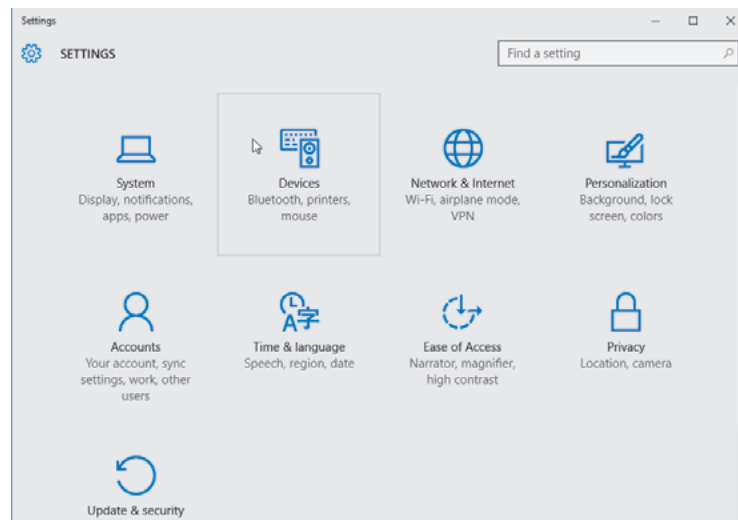 Settings
SETTINGS
Find a setting
System
Display, notifications,
apps, power
Devices
Bluetooth, printers,
mouse
Network & Internet
Wi-Fi, airplane mode,
VPN
Personalization
Background, lock
screen, colors
Accounts
Your account, sync
settings, work, other
users
Time & language
Speech, region, date
Ease of Access
Narrator, magnifier,
high contrast
Privacy
Location, camera
Update & security